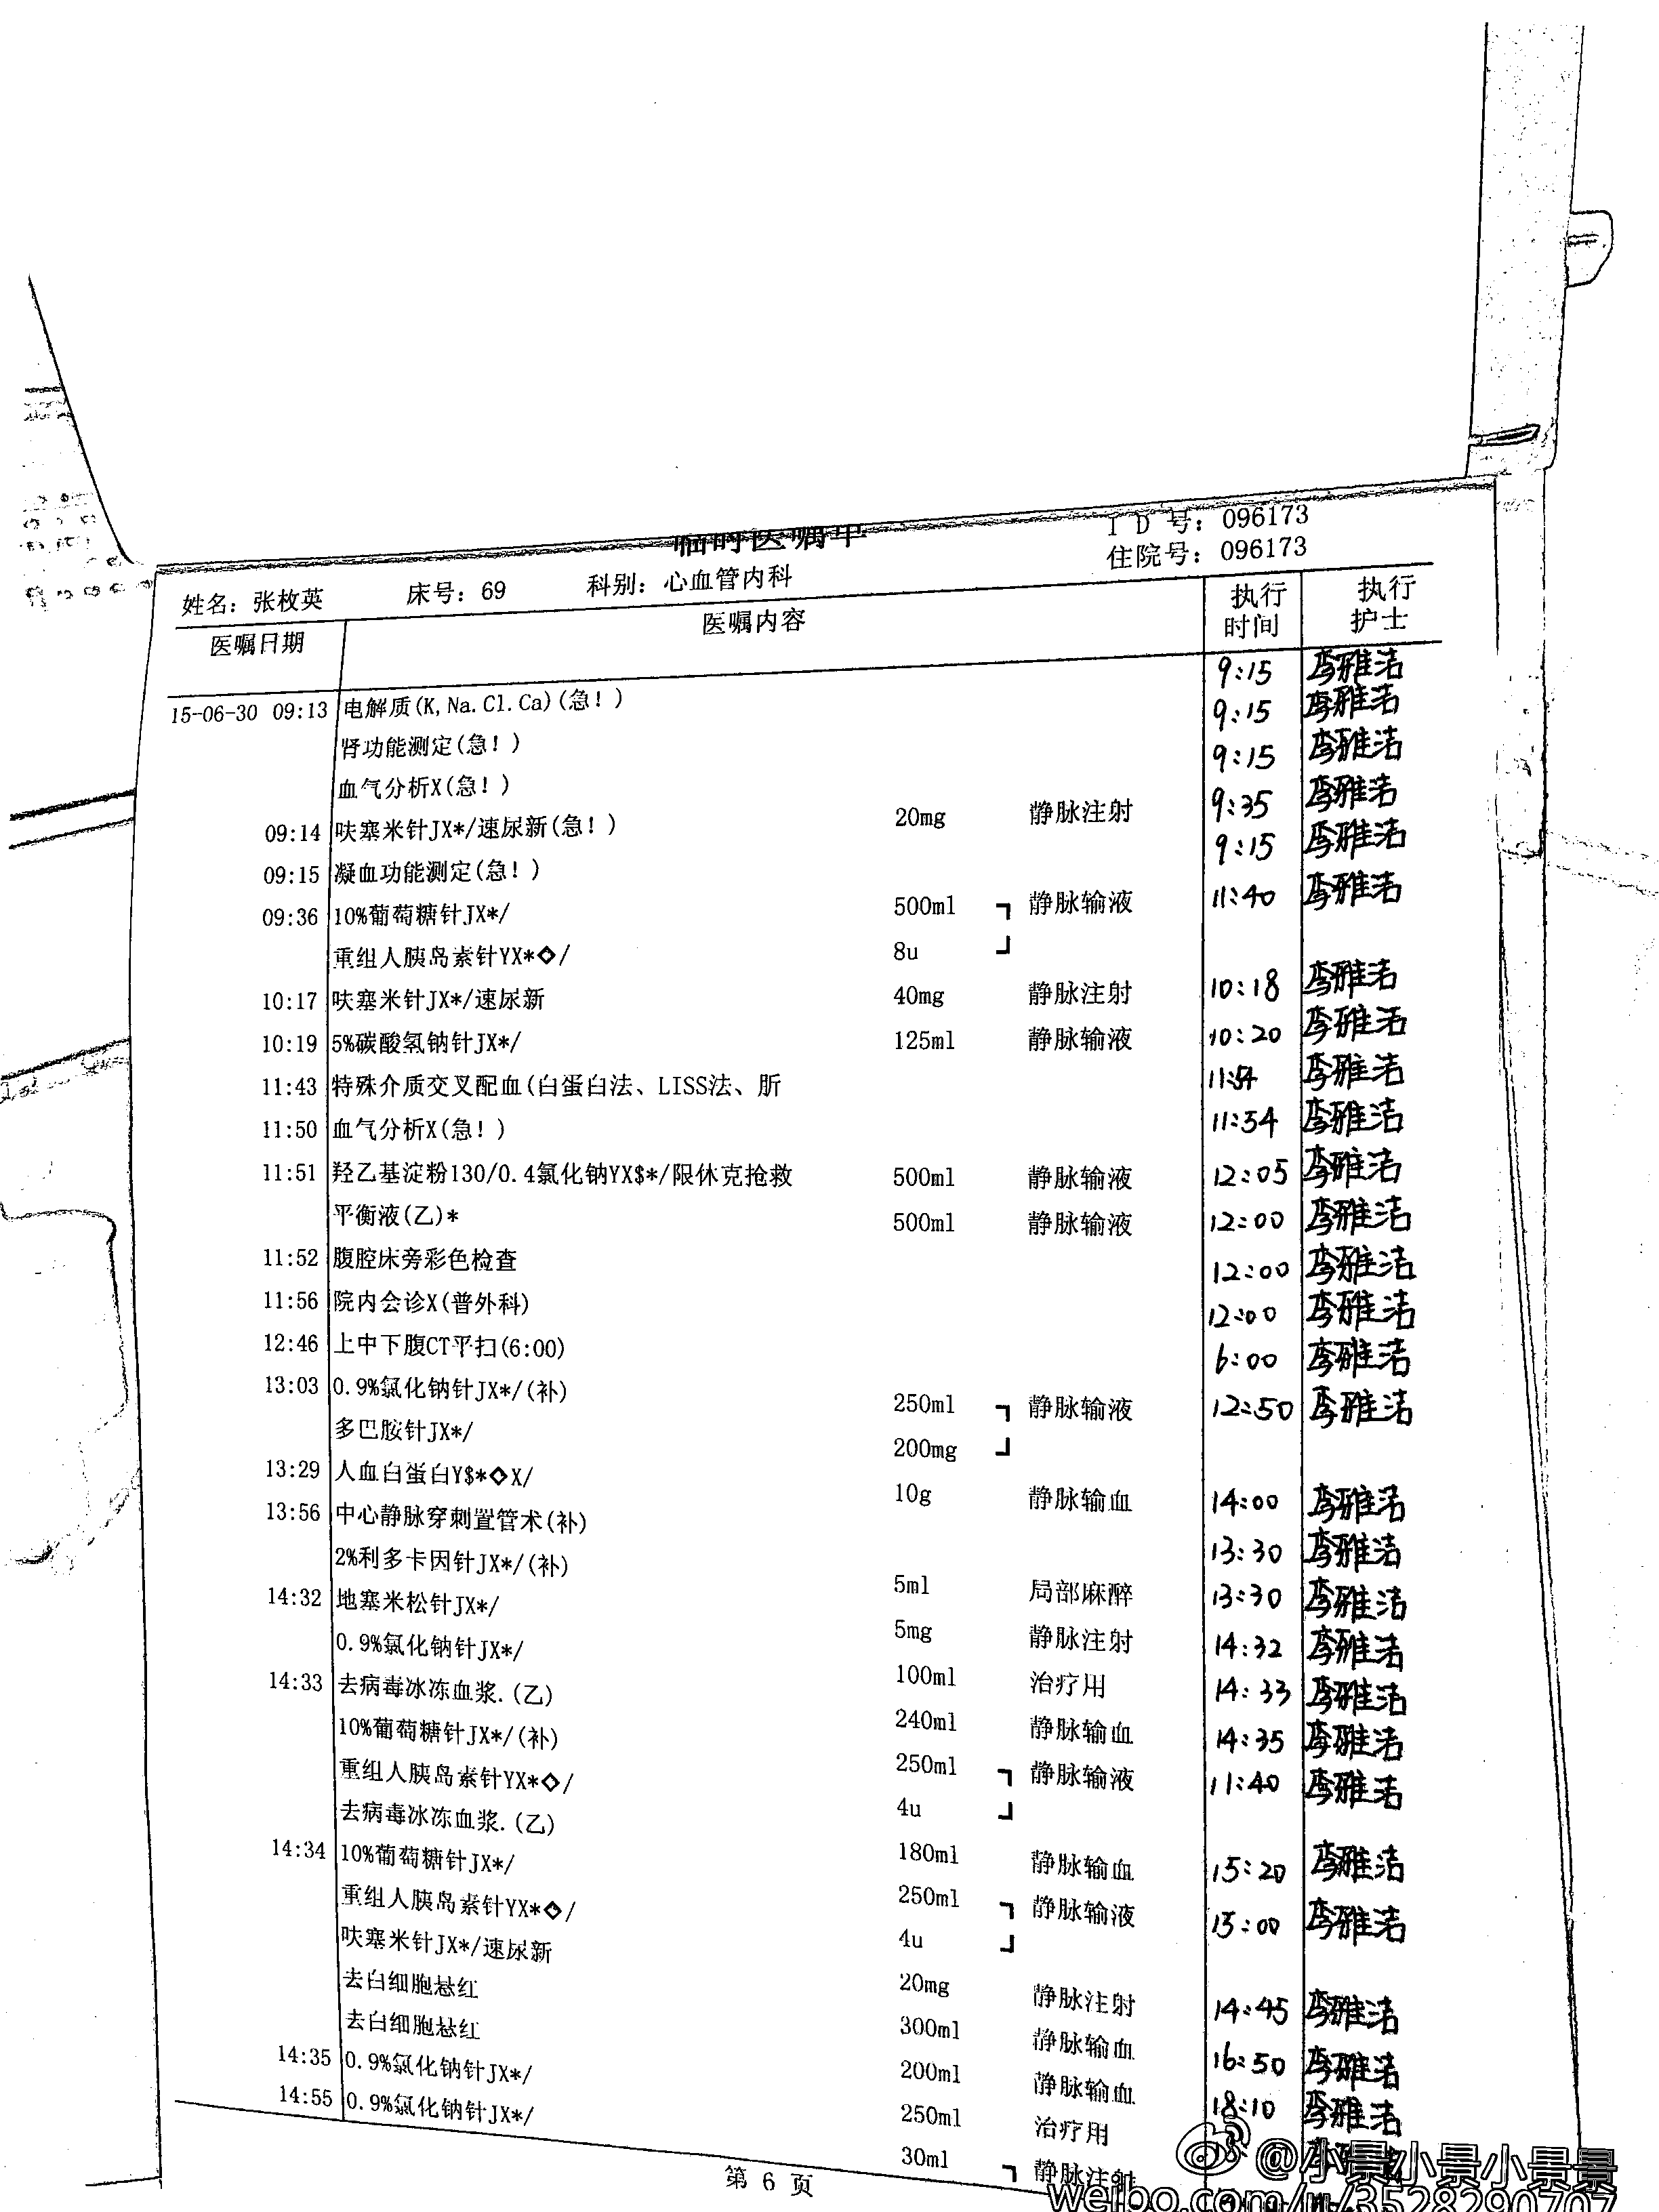 临时医嘱单
ID号: 096173
住院号: 096173
姓名: 张枚英 床号: 69 科别: 心血管内科
医嘱日期 医嘱内容 执行时间 执行护士
15-06-30 09:13 电解质(K,Na.Cl.Ca)(急!) 9:15 李雅洁
肾功能测定(急!) 9:15 李雅洁
血气分析X(急!) 9:15 李雅洁
09:14 呋塞米针JX*/速尿新(急!) 20mg 静脉注射 9:35 李雅洁
09:15 凝血功能测定(急!) 9:15 李雅洁
09:36 10%葡萄糖针JX*/ 500ml ┓ 静脉输液 11:40 李雅洁
重组人胰岛素针YX*◇/ 8u ┛
10:17 呋塞米针JX*/速尿新 40mg 静脉注射 10:18 李雅洁
10:19 5%碳酸氢钠针JX*/ 125ml 静脉输液 10:20 李雅洁
11:43 特殊介质交叉配血(白蛋白法、LISS法、肵 11:54 李雅洁
11:50 血气分析X(急!) 11:54 李雅洁
11:51 羟乙基淀粉130/0.4氯化钠YX$*/限休克抢救 500ml 静脉输液 12:05 李雅洁
平衡液(乙)* 500ml 静脉输液 12:00 李雅洁
11:52 腹腔床旁彩色检查 12:00 李雅洁
11:56 院内会诊X(普外科) 12:00 李雅洁
12:46 上中下腹CT平扫(6:00) 6:00 李雅洁
13:03 0.9%氯化钠针JX*/(补) 250ml ┓ 静脉输液 12:50 李雅洁
多巴胺针JX*/ 200mg ┛
13:29 人血白蛋白Y$*◇X/ 10g 静脉输血 14:00 李雅洁
13:56 中心静脉穿刺置管术(补) 13:30 李雅洁
2%利多卡因针JX*/(补) 5ml 局部麻醉 13:30 李雅洁
14:32 地塞米松针JX*/ 5mg 静脉注射 14:32 李雅洁
0.9%氯化钠针JX*/ 100ml 治疗用 14:33 李雅洁
14:33 去病毒冰冻血浆.(乙) 240ml 静脉输血 14:35 李雅洁
10%葡萄糖针JX*/(补) 250ml ┓ 静脉输液 11:40 李雅洁
重组人胰岛素针YX*◇/ 4u ┛
去病毒冰冻血浆.(乙) 180ml 静脉输血 15:20 李雅洁
14:34 10%葡萄糖针JX*/ 250ml ┓ 静脉输液 15:00 李雅洁
重组人胰岛素针YX*◇/ 4u ┛
呋塞米针JX*/速尿新 20mg 静脉注射 14:45 李雅洁
去白细胞悬红 300ml 静脉输血 16:50 李雅洁
去白细胞悬红 200ml 静脉输血 18:10 李雅洁
14:35 0.9%氯化钠针JX*/ 250ml 治疗用
14:55 0.9%氯化钠针JX*/ 30ml ┓ 静脉注射
第 6 页
@小景小景小景景
weibo.com/u/3528290707